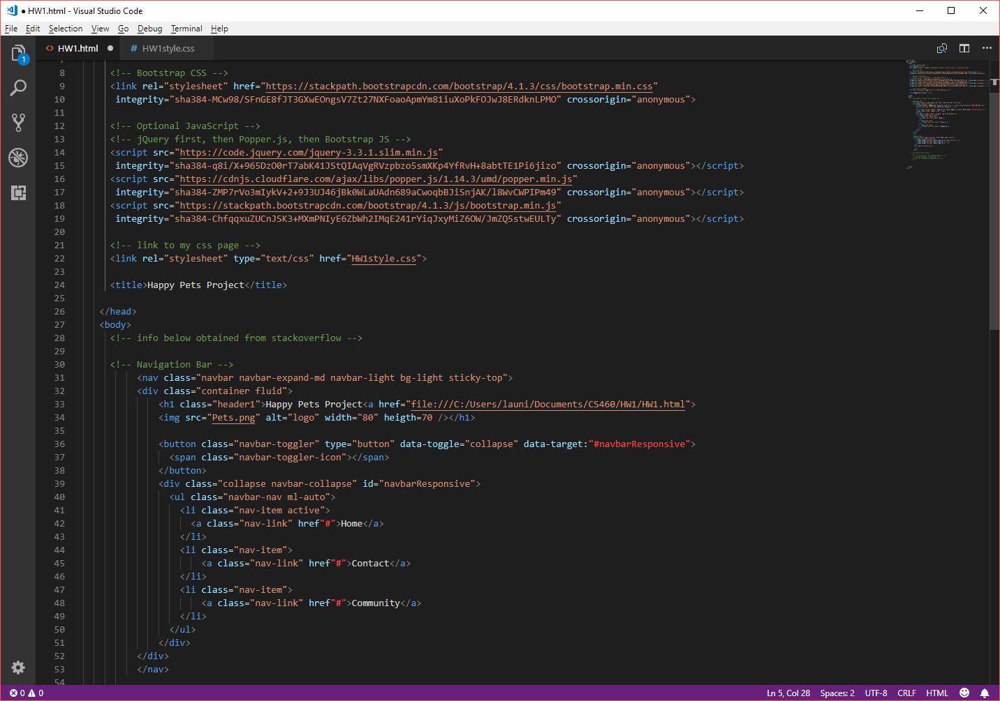 ● HW1.html - Visual Studio Code
File Edit Selection View Go Debug Terminal Help
1
<> HW1.html ● # HW1style.css
7
8 <!-- Bootstrap CSS -->
9 <link rel="stylesheet" href="https://stackpath.bootstrapcdn.com/bootstrap/4.1.3/css/bootstrap.min.css"
10 integrity="sha384-MCw98/SFnGE8fJT3GXwEOngsV7Zt27NXFoaoApmYm81iuXoPkFOJwJ8ERdknLPMO" crossorigin="anonymous">
11
12 <!-- Optional JavaScript -->
13 <!-- jQuery first, then Popper.js, then Bootstrap JS -->
14 <script src="https://code.jquery.com/jquery-3.3.1.slim.min.js"
15 integrity="sha384-q8i/X+965DzO0rT7abK41JStQIAqVgRVzpbzo5smXKp4YfRvH+8abtTE1Pi6jizo" crossorigin="anonymous"></script>
16 <script src="https://cdnjs.cloudflare.com/ajax/libs/popper.js/1.14.3/umd/popper.min.js"
17 integrity="sha384-ZMP7rVo3mIykV+2+9J3UJ46jBk0WLaUAdn689aCwoqbBJiSnjAK/l8WvCWPIPm49" crossorigin="anonymous"></script>
18 <script src="https://stackpath.bootstrapcdn.com/bootstrap/4.1.3/js/bootstrap.min.js"
19 integrity="sha384-ChfqqxuZUCnJSK3+MXmPNIyE6ZbWh2IMqE241rYiqJxyMiZ6OW/JmZQ5stwEULTy" crossorigin="anonymous"></script>
20
21 <!-- link to my css page -->
22 <link rel="stylesheet" type="text/css" href="HW1style.css">
23
24 <title>Happy Pets Project</title>
25
26 </head>
27 <body>
28 <!-- info below obtained from stackoverflow -->
29
30 <!-- Navigation Bar -->
31 <nav class="navbar navbar-expand-md navbar-light bg-light sticky-top">
32 <div class="container fluid">
33 <h1 class="header1">Happy Pets Project<a href="file:///C:/Users/launi/Documents/CS460/HW1/HW1.html">
34 <img src="Pets.png" alt="logo" width="80" heigth=70 /></h1>
35
36 <button class="navbar-toggler" type="button" data-toggle="collapse" data-target:"#navbarResponsive">
37 <span class="navbar-toggler-icon"></span>
38 </button>
39 <div class="collapse navbar-collapse" id="navbarResponsive">
40 <ul class="navbar-nav ml-auto">
41 <li class="nav-item active">
42 <a class="nav-link" href"#">Home</a>
43 </li>
44 <li class="nav-item">
45 <a class="nav-link" href"#">Contact</a>
46 </li>
47 <li class="nav-item">
48 <a class="nav-link" href"#">Community</a>
49 </li>
50 </ul>
51 </div>
52 </div>
53 </nav>
54
0 0 Ln 5, Col 28 Spaces: 2 UTF-8 CRLF HTML